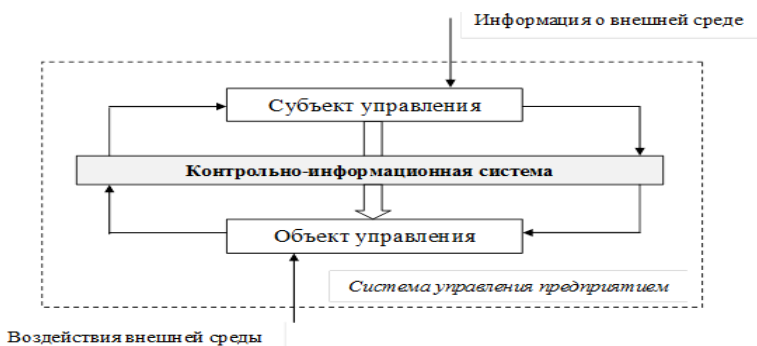 Информация о внешней среде
Субъект управления
Контрольно-информационная система
Объект управления
Система управления предприятием
Воздействия внешней среды